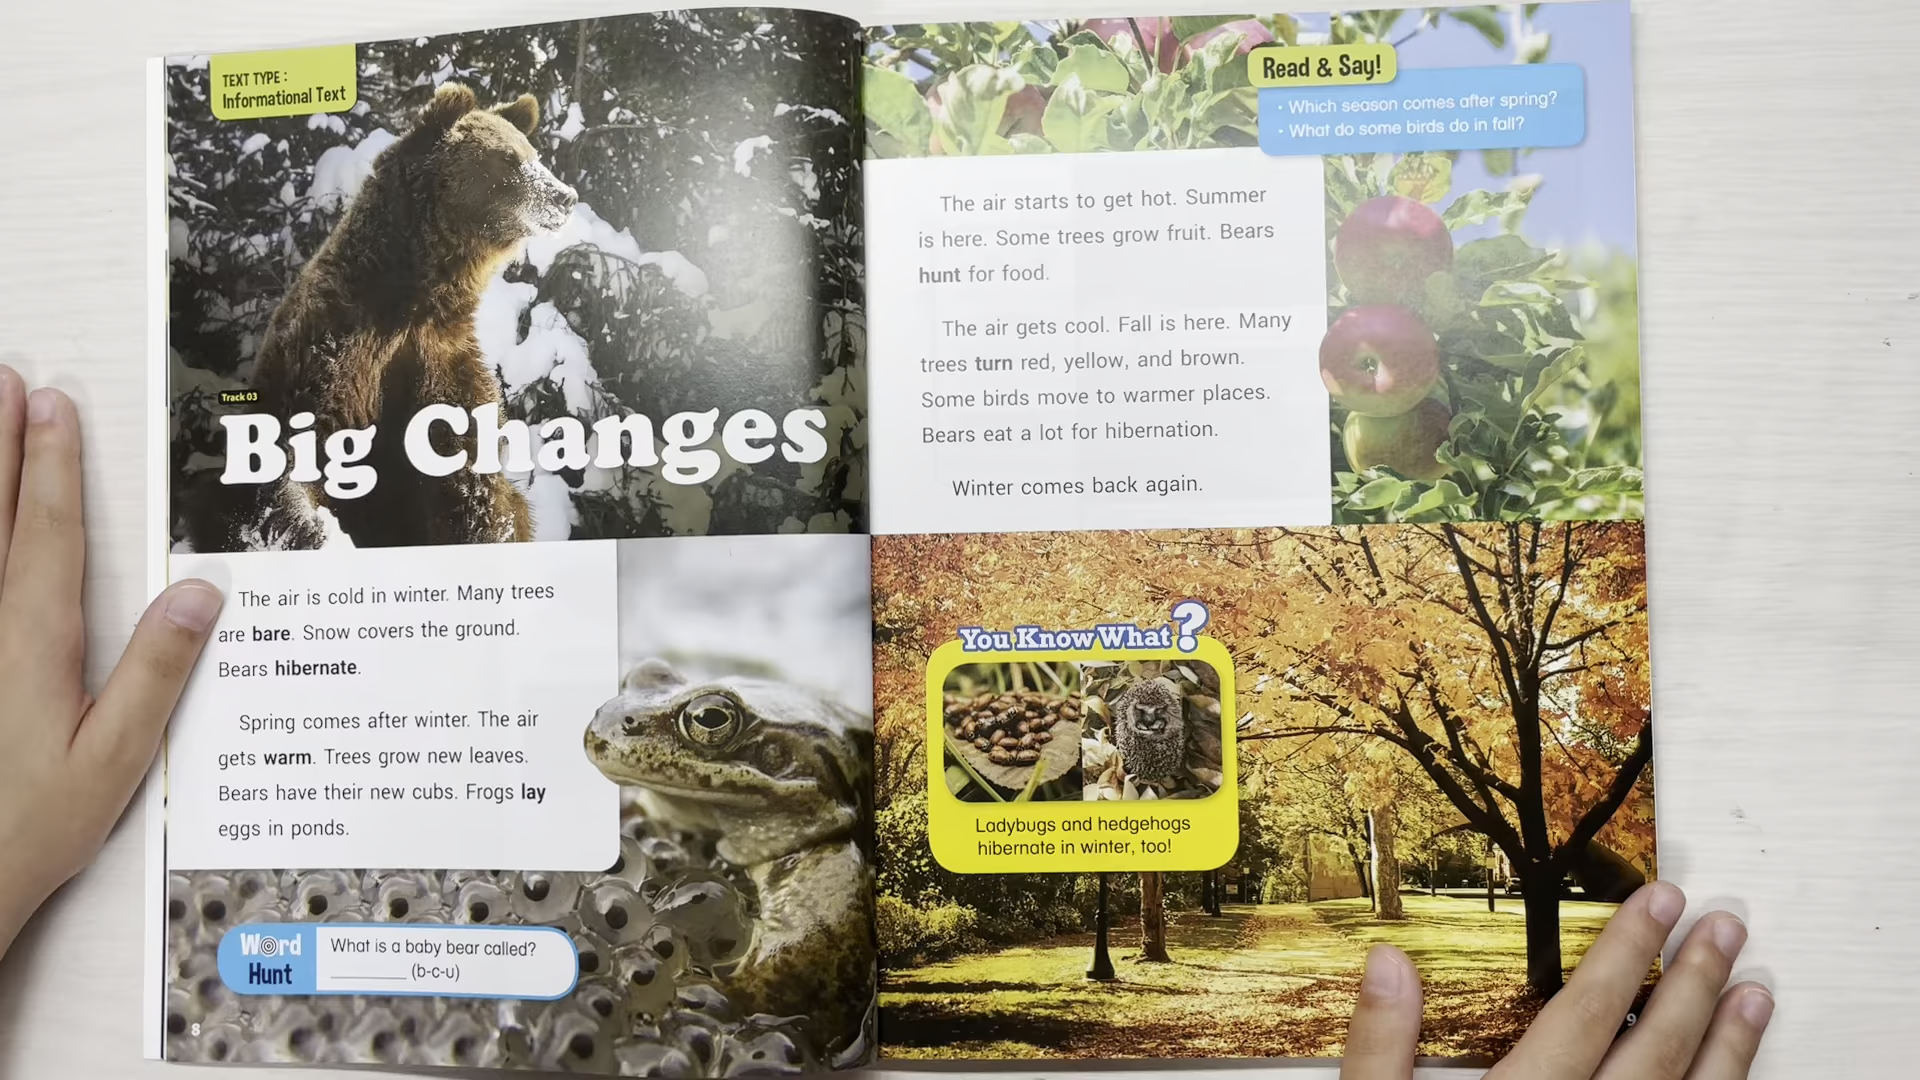 TEXT TYPE :
Informational Text
Track 03
Big Changes
The air is cold in winter. Many trees
are bare. Snow covers the ground.
Bears hibernate.
Spring comes after winter. The air
gets warm. Trees grow new leaves.
Bears have their new cubs. Frogs lay
eggs in ponds.
Word
Hunt
What is a baby bear called?
________ (b-c-u)
8
Read & Say!
• Which season comes after spring?
• What do some birds do in fall?
The air starts to get hot. Summer
is here. Some trees grow fruit. Bears
hunt for food.
The air gets cool. Fall is here. Many
trees turn red, yellow, and brown.
Some birds move to warmer places.
Bears eat a lot for hibernation.
Winter comes back again.
You Know What?
Ladybugs and hedgehogs
hibernate in winter, too!
9